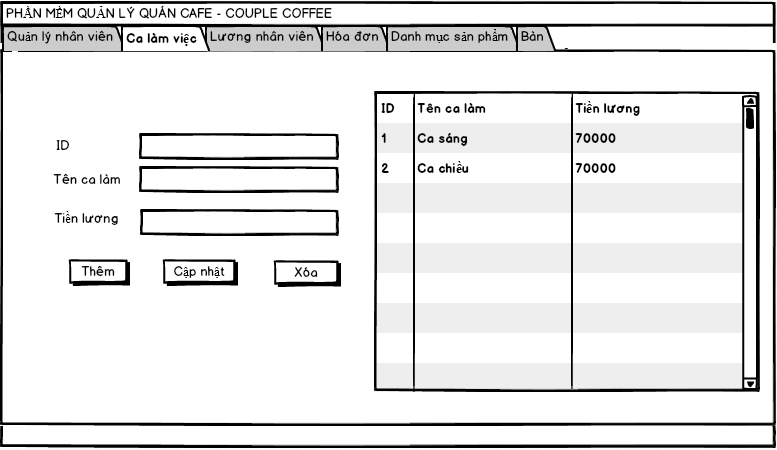 PHẦN MỀM QUẢN LÝ QUÁN CAFE - COUPLE COFFEE
Quản lý nhân viên Ca làm việc Lương nhân viên Hóa đơn Danh mục sản phẩm Bàn
ID Tên ca làm Tiền lương
1 Ca sáng 70000
2 Ca chiều 70000
ID
Tên ca làm
Tiền lương
Thêm Cập nhật Xóa